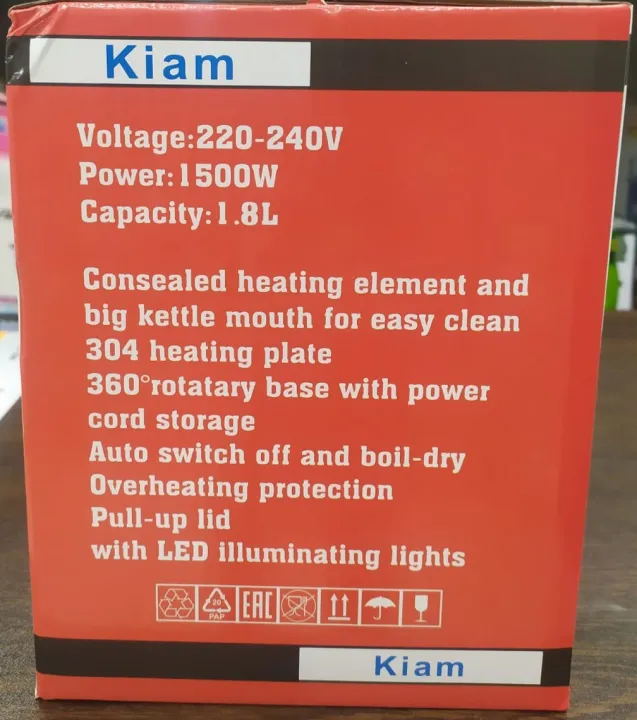 Kiam
Voltage:220-240V
Power:1500W
Capacity:1.8L
Consealed heating element and
big kettle mouth for easy clean
304 heating plate
360°rotatary base with power
cord storage
Auto switch off and boil-dry
Overheating protection
Pull-up lid
with LED illuminating lights
20
PAP
EAC
Kiam